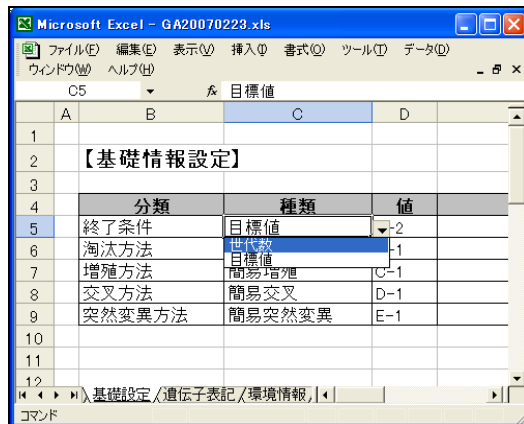 Microsoft Excel - GA20070223.xls
ファイル(F) 編集(E) 表示(V) 挿入(I) 書式(O) ツール(T) データ(D)
ウィンドウ(W) ヘルプ(H)
C5 fx 目標値
A B C D
1
2 【基礎情報設定】
3
4 分類 種類 値
5 終了条件 目標値 -2
世代数
6 淘汰方法 -1
目標値
7 増殖方法 簡易増殖 C-1
8 交叉方法 簡易交叉 D-1
9 突然変異方法 簡易突然変異 E-1
10
11
12
基礎設定 遺伝子表記 環境情報
コマンド